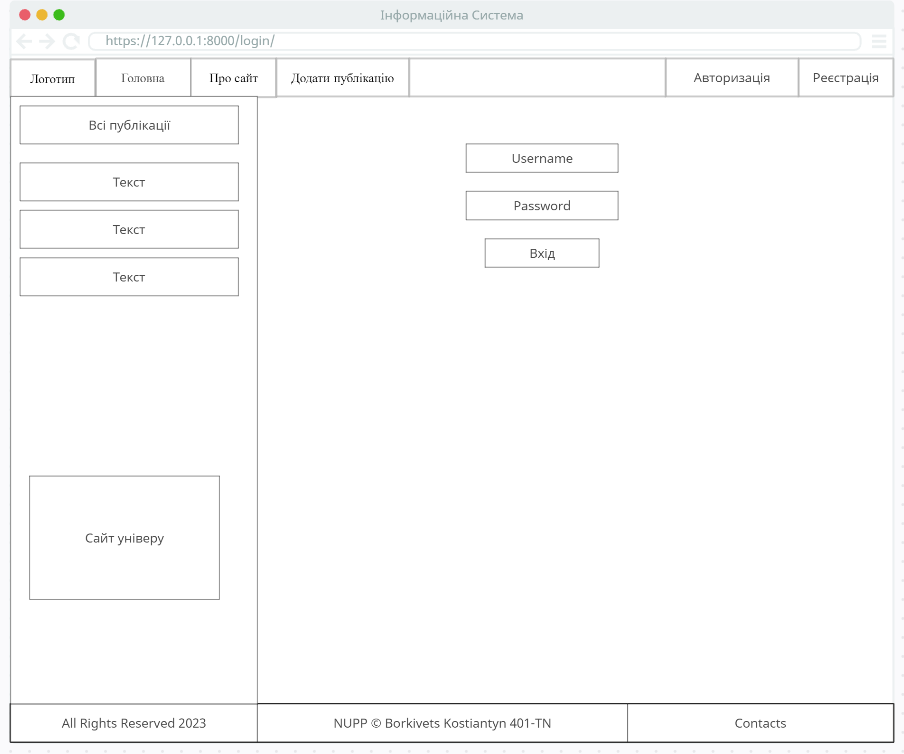 Інформаційна Система
https://127.0.0.1:8000/login/
Логотип Головна Про сайт Додати публікацію Авторизація Реєстрація
Всі публікації
Текст
Текст
Текст
Сайт універу
Username
Password
Вхід
All Rights Reserved 2023 NUPP © Borkivets Kostiantyn 401-TN Contacts